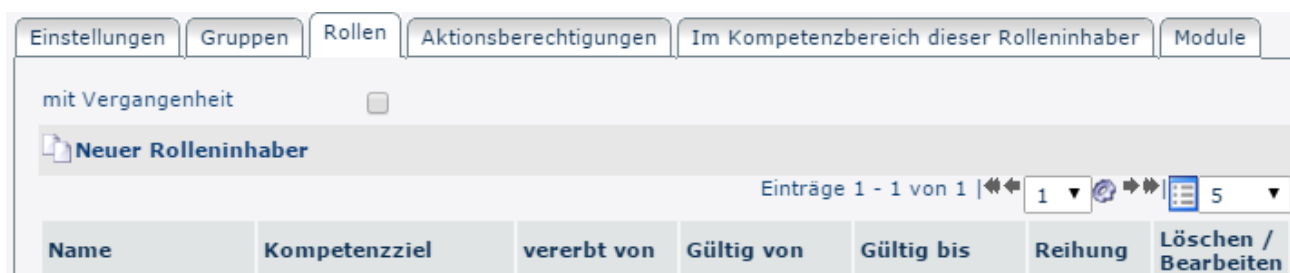 Einstellungen Gruppen Rollen Aktionsberechtigungen Im Kompetenzbereich dieser Rolleninhaber Module
mit Vergangenheit
Neuer Rolleninhaber
Einträge 1 - 1 von 1 | 1 | 5
Name Kompetenzziel vererbt von Gültig von Gültig bis Reihung Löschen /
Bearbeiten